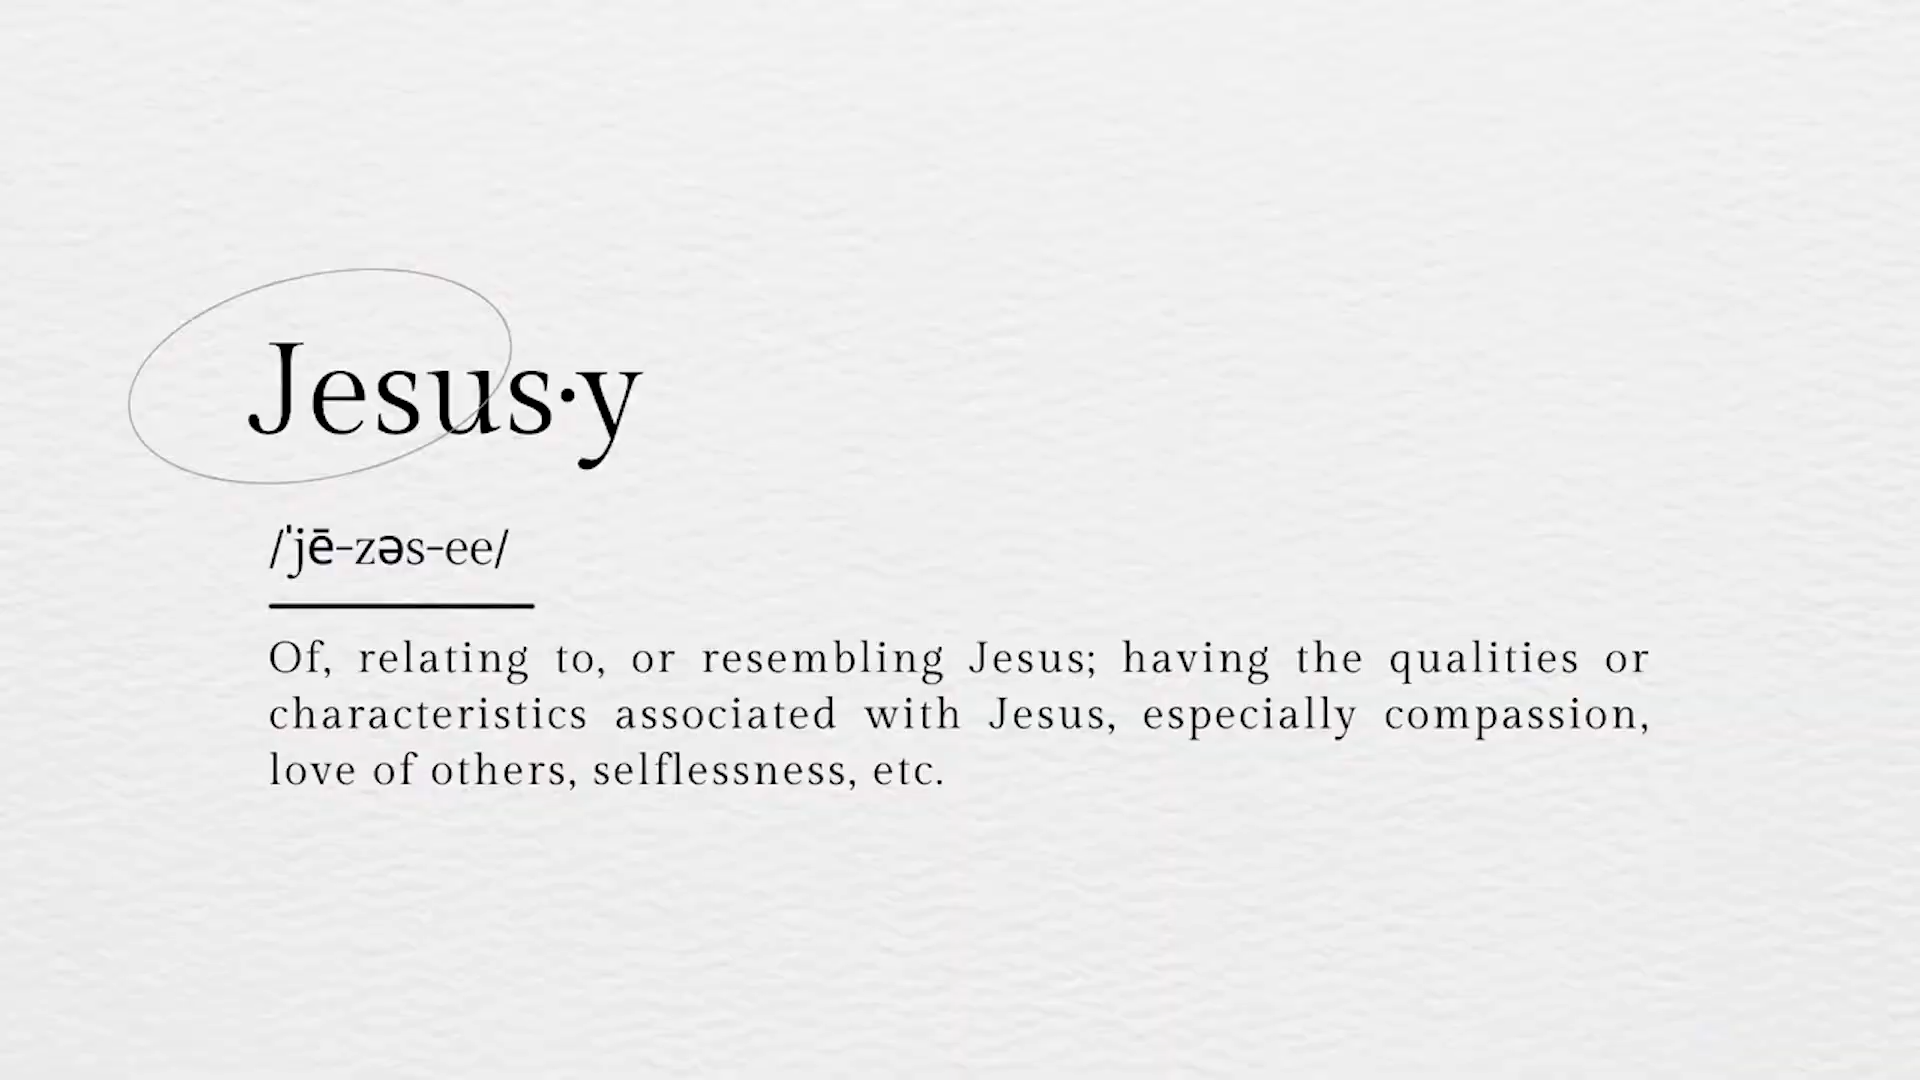 Jesus·y
/ˈjē-zəs-ee/
Of, relating to, or resembling Jesus; having the qualities or
characteristics associated with Jesus, especially compassion,
love of others, selflessness, etc.